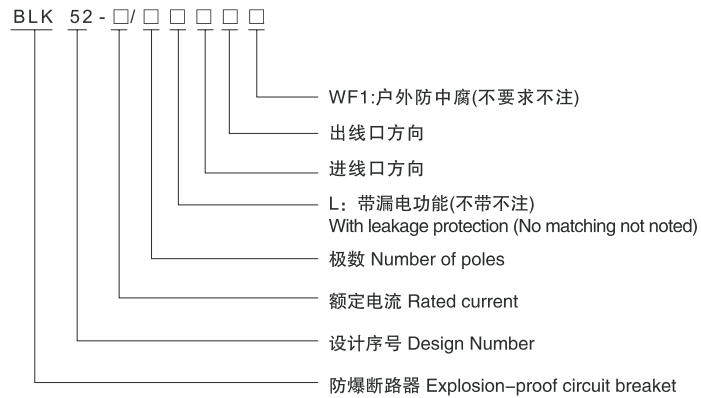 BLK 52-□/□□□□□
WF1:户外防中腐(不要求不注)
出线口方向
进线口方向
L：带漏电功能(不带不注)
With leakage protection (No matching not noted)
极数 Number of poles
额定电流 Rated current
设计序号 Design Number
防爆断路器 Explosion-proof circuit breaket